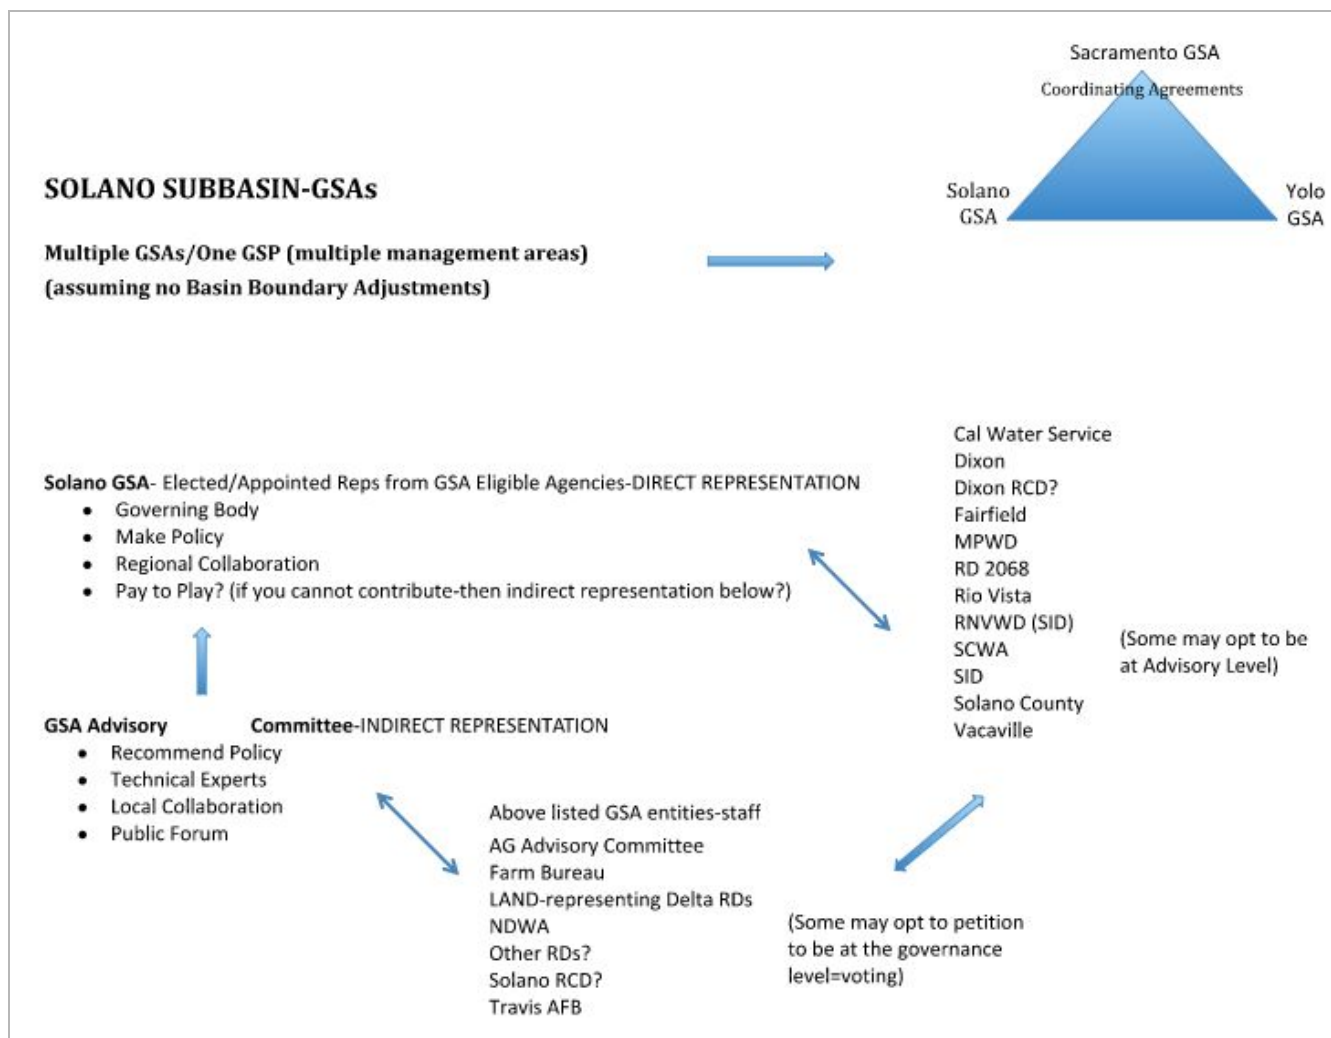 Sacramento GSA
Coordinating Agreements
Solano
GSA
Yolo
GSA
SOLANO SUBBASIN-GSAs
Multiple GSAs/One GSP (multiple management areas)
(assuming no Basin Boundary Adjustments)
Solano GSA- Elected/Appointed Reps from GSA Eligible Agencies-DIRECT REPRESENTATION
• Governing Body
• Make Policy
• Regional Collaboration
• Pay to Play? (if you cannot contribute-then indirect representation below?)
Cal Water Service
Dixon
Dixon RCD?
Fairfield
MPWD
RD 2068
Rio Vista
RNVWD (SID)
SCWA
SID
Solano County
Vacaville
(Some may opt to be
at Advisory Level)
GSA Advisory Committee-INDIRECT REPRESENTATION
• Recommend Policy
• Technical Experts
• Local Collaboration
• Public Forum
Above listed GSA entities-staff
AG Advisory Committee
Farm Bureau
LAND-representing Delta RDs
NDWA
Other RDs?
Solano RCD?
Travis AFB
(Some may opt to petition
to be at the governance
level=voting)